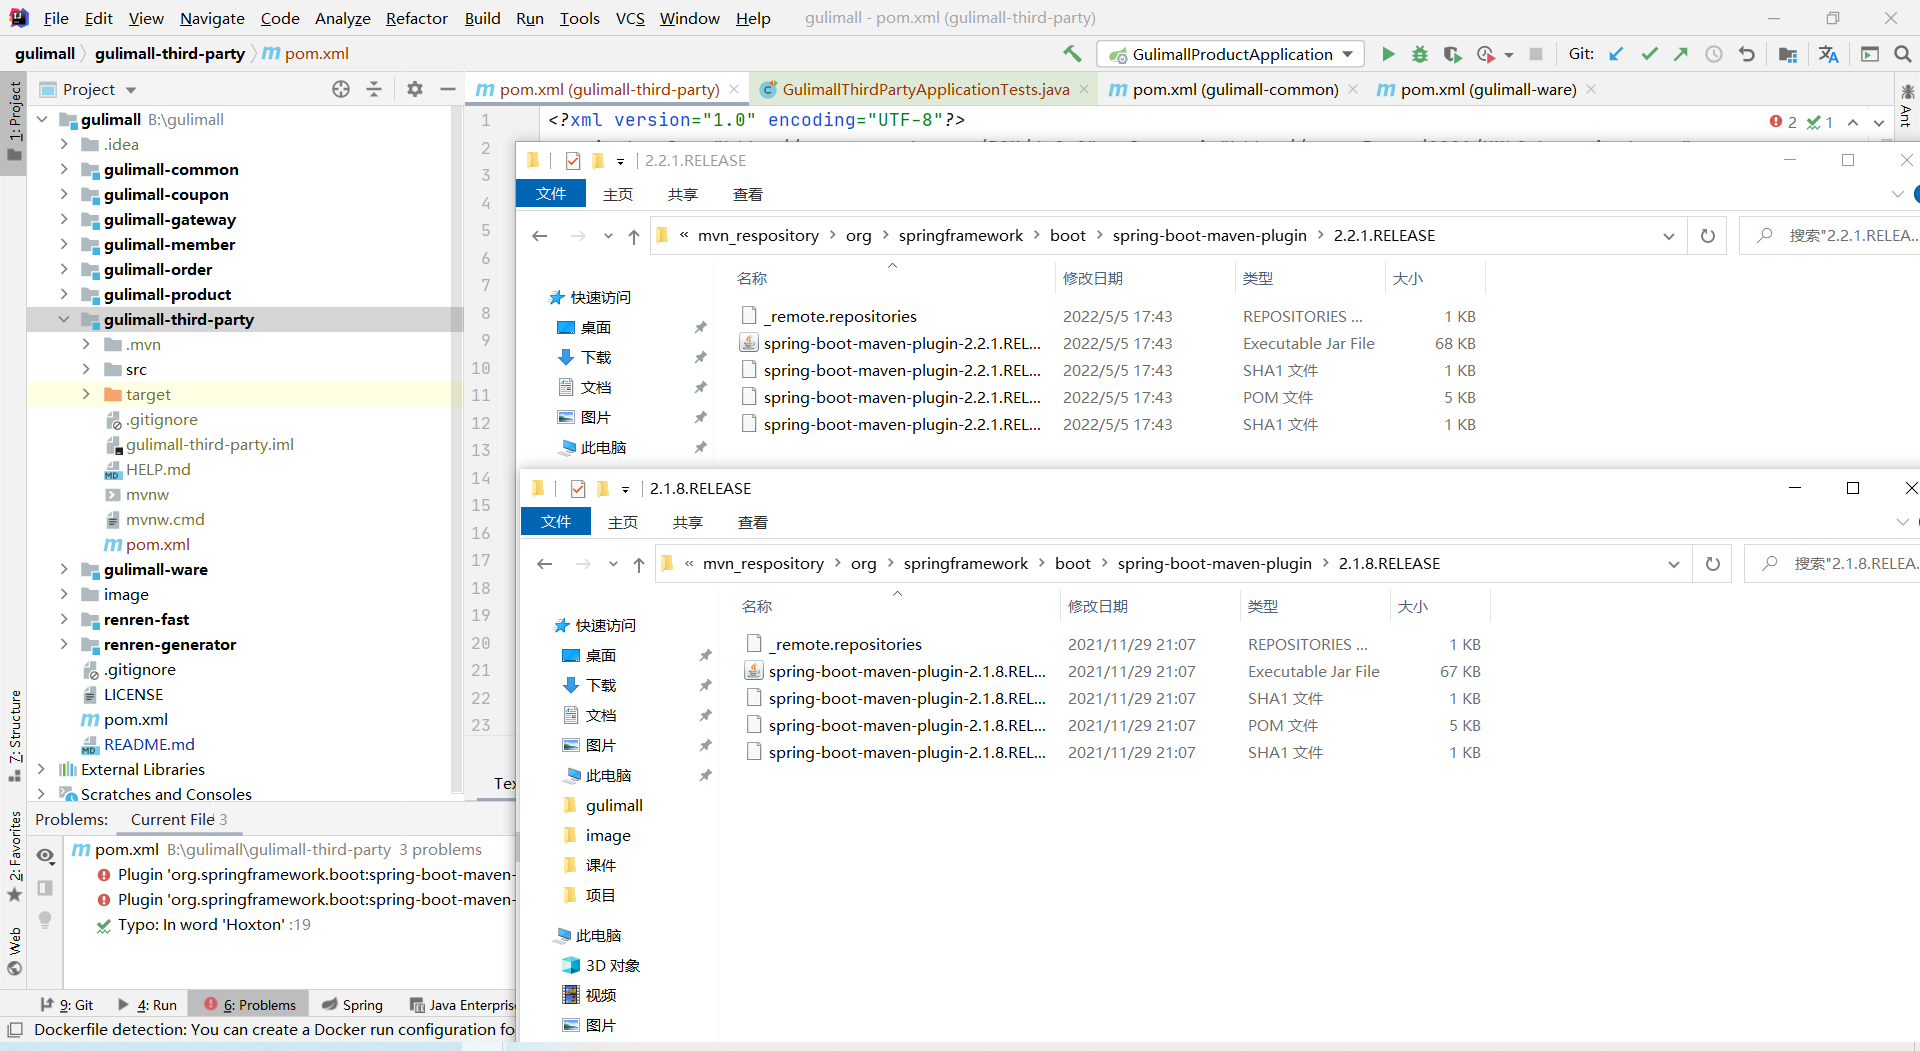 File Edit View Navigate Code Analyze Refactor Build Run Tools VCS Window Help gulimall - pom.xml (gulimall-third-party)
gulimall gulimall-third-party pom.xml GulimallProductApplication Git:
1: Project
Project
pom.xml (gulimall-third-party) GulimallThirdPartyApplicationTests.java pom.xml (gulimall-common) pom.xml (gulimall-ware)
Ant
gulimall B:\gulimall
.idea
gulimall-common
gulimall-coupon
gulimall-gateway
gulimall-member
gulimall-order
gulimall-product
gulimall-third-party
.mvn
src
target
.gitignore
gulimall-third-party.iml
HELP.md
mvnw
mvnw.cmd
pom.xml
gulimall-ware
image
renren-fast
renren-generator
.gitignore
LICENSE
pom.xml
README.md
External Libraries
Scratches and Consoles
1 <?xml version="1.0" encoding="UTF-8"?> 2 1
2
3
4
5
6
7
8
9
10
11
12
13
14
15
16
17
18
19
20
21
22
23
Tex
2.2.1.RELEASE
文件 主页 共享 查看
« mvn_respository org springframework boot spring-boot-maven-plugin 2.2.1.RELEASE 搜索"2.2.1.RELEA...
名称 修改日期 类型 大小
快速访问
桌面
下载
文档
图片
此电脑
_remote.repositories 2022/5/5 17:43 REPOSITORIES ... 1 KB
spring-boot-maven-plugin-2.2.1.REL... 2022/5/5 17:43 Executable Jar File 68 KB
spring-boot-maven-plugin-2.2.1.REL... 2022/5/5 17:43 SHA1 文件 1 KB
spring-boot-maven-plugin-2.2.1.REL... 2022/5/5 17:43 POM 文件 5 KB
spring-boot-maven-plugin-2.2.1.REL... 2022/5/5 17:43 SHA1 文件 1 KB
2.1.8.RELEASE
文件 主页 共享 查看
« mvn_respository org springframework boot spring-boot-maven-plugin 2.1.8.RELEASE 搜索"2.1.8.RELEA...
名称 修改日期 类型 大小
快速访问
桌面
下载
文档
图片
此电脑
gulimall
image
课件
项目
此电脑
3D 对象
视频
图片
_remote.repositories 2021/11/29 21:07 REPOSITORIES ... 1 KB
spring-boot-maven-plugin-2.1.8.REL... 2021/11/29 21:07 Executable Jar File 67 KB
spring-boot-maven-plugin-2.1.8.REL... 2021/11/29 21:07 SHA1 文件 1 KB
spring-boot-maven-plugin-2.1.8.REL... 2021/11/29 21:07 POM 文件 5 KB
spring-boot-maven-plugin-2.1.8.REL... 2021/11/29 21:07 SHA1 文件 1 KB
7: Structure
2: Favorites
Web
Problems: Current File 3
pom.xml B:\gulimall\gulimall-third-party 3 problems
Plugin 'org.springframework.boot:spring-boot-maven-
Plugin 'org.springframework.boot:spring-boot-maven-
Typo: In word 'Hoxton' :19
9: Git 4: Run 6: Problems Spring Java Enterpris
Dockerfile detection: You can create a Docker run configuration fo